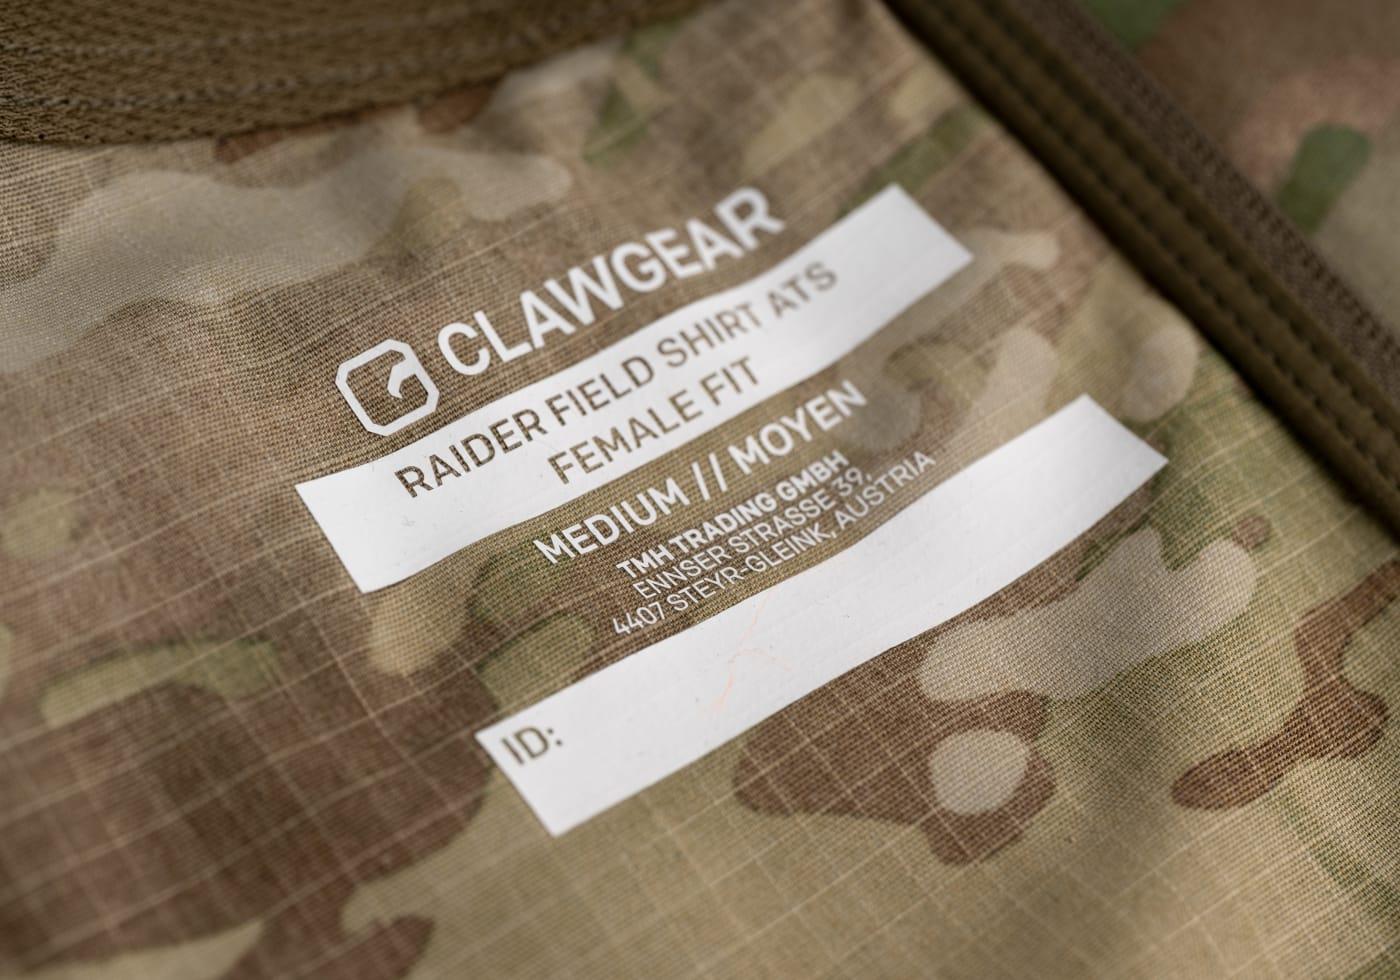 CLAWGEAR
RAIDER FIELD SHIRT ATS
FEMALE FIT
MEDIUM // MOYEN
TMH TRADING GMBH
ENNSER STRASSE 39,
4407 STEYR-GLEINK, AUSTRIA
ID: